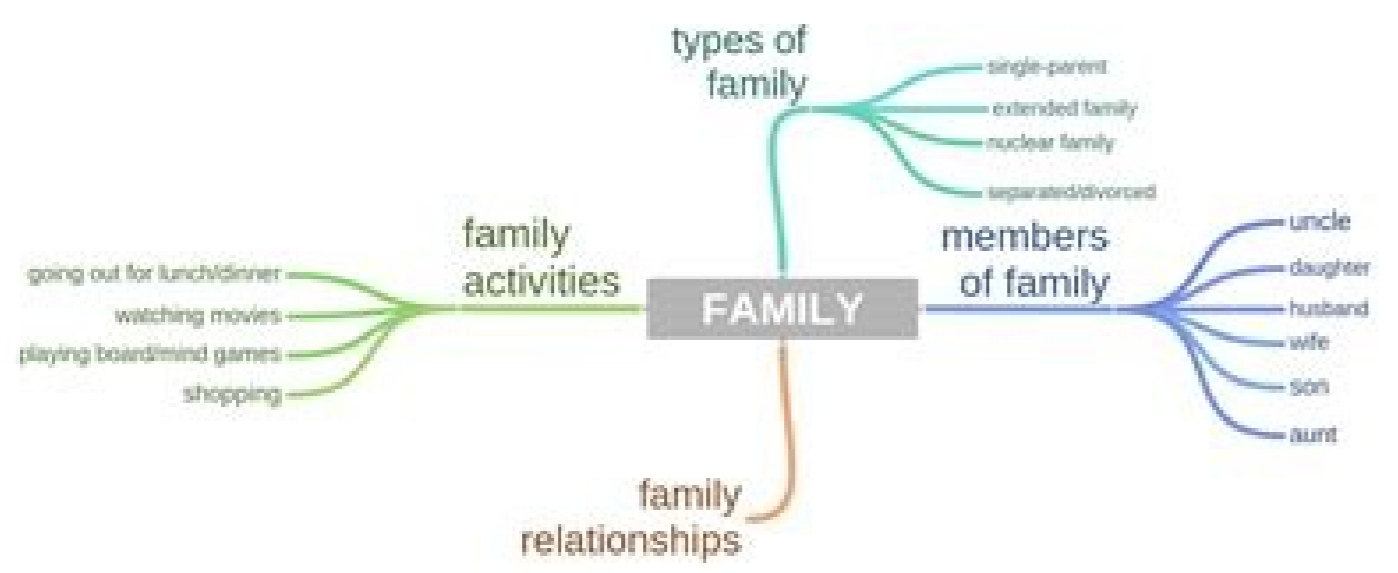 types of
family
single-parent
extended family
nuclear family
separated/divorced
family
activities
going out for lunch/dinner
watching movies
playing board/mind games
shopping
FAMILY
members
of family
uncle
daughter
husband
wife
son
aunt
family
relationships